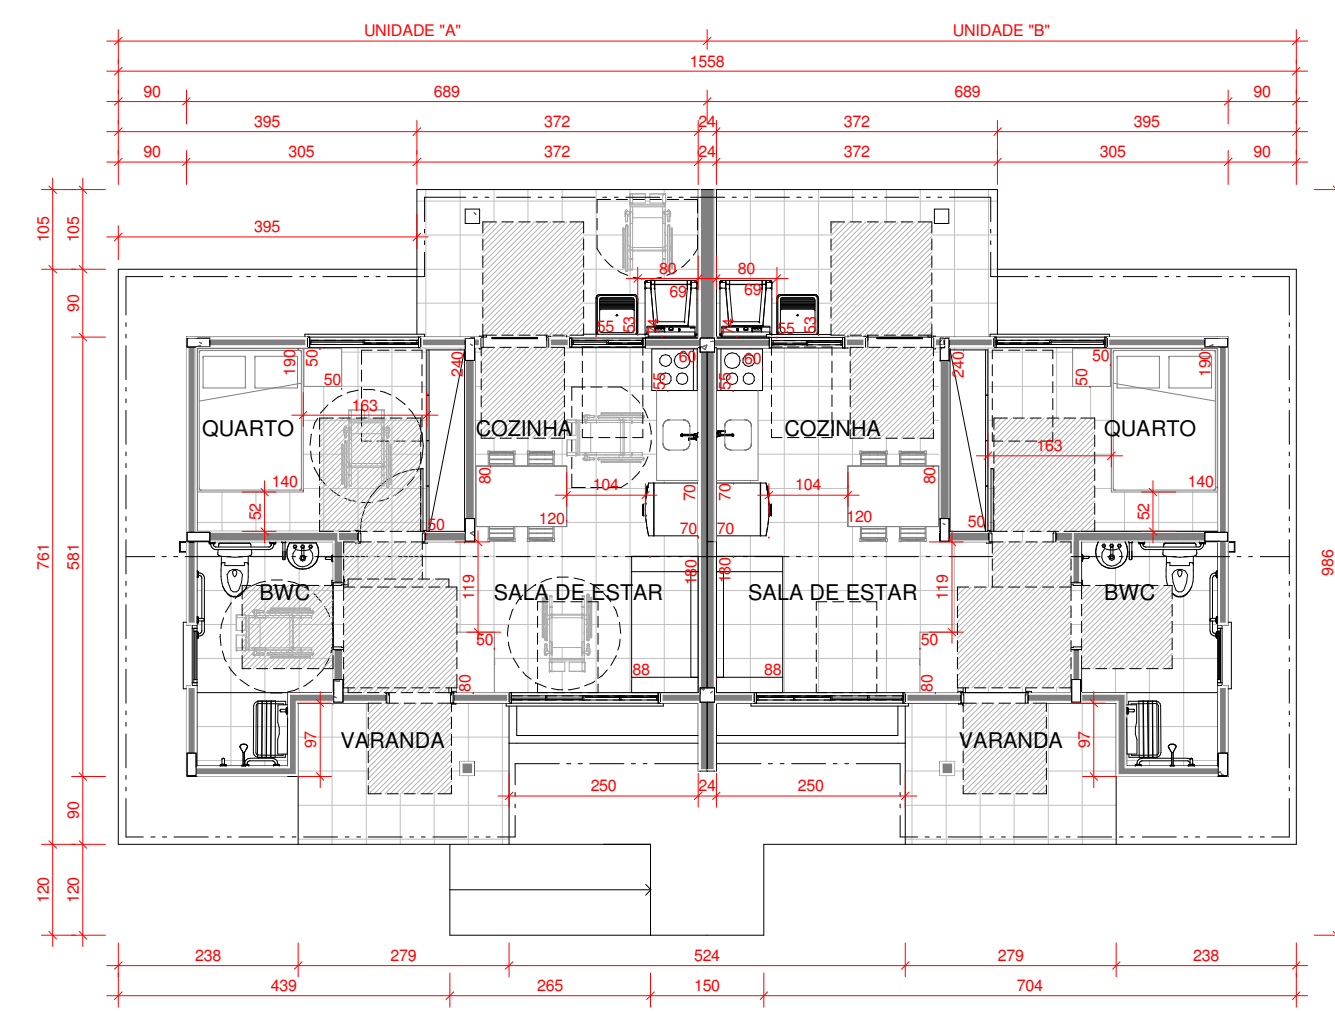 UNIDADE "A" UNIDADE "B"
1558
90 689 689 90
395 372 24 372 395
90 305 372 24 372 305 90
105 105 395
80 80
69 69
90 55 53 74 74 55 53
190 50 240 60 60 240 50 190
50 55 55 50
163
QUARTO COZINHA COZINHA QUARTO
163
140 80 104 70 70 104 80 140
52 50 120 70 70 120 50 52
761 581 986
119 180 180 119
BWC SALA DE ESTAR SALA DE ESTAR BWC
50 50
80 88 88 80
97 VARANDA VARANDA 97
90 250 24 250
120 120
238 279 524 279 238
439 265 150 704